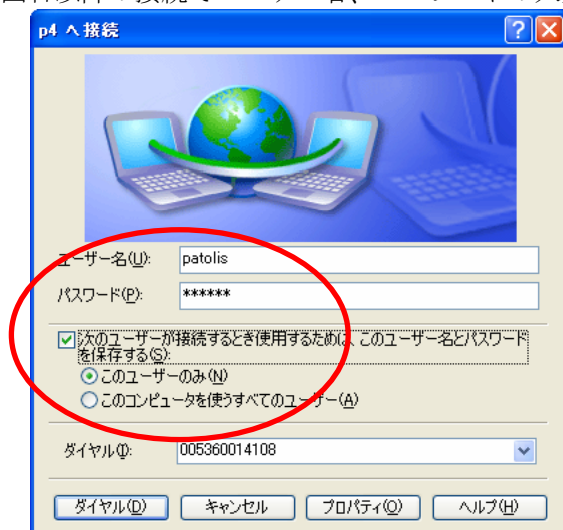 p4 へ接続
ユーザー名(U): patolis
パスワード(P): ******
次のユーザーが接続するとき使用するために、このユーザー名とパスワード
を保存する(S):
このユーザーのみ(N)
このコンピュータを使うすべてのユーザー(A)
ダイヤル(I): 005360014108
ダイヤル(D) キャンセル プロパティ(O) ヘルプ(H)